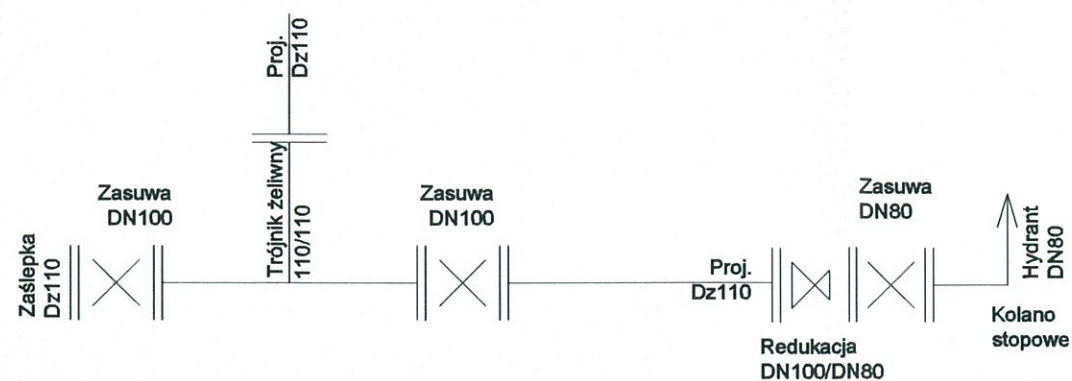 Proj.
Dz110
Trójnik żeliwny
110/110
Zasuwa
DN100
Zaślepka
Dz110
Zasuwa
DN100
Proj.
Dz110
Redukacja
DN100/DN80
Zasuwa
DN80
Hydrant
DN80
Kolano
stopowe